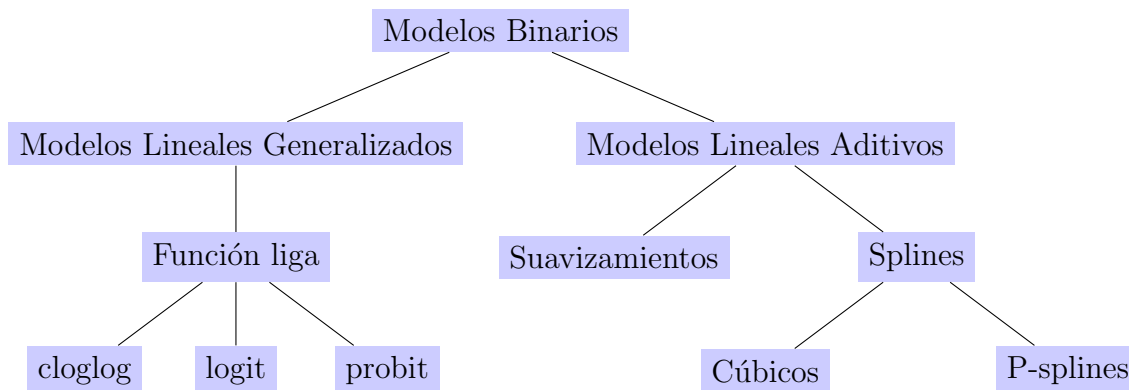 Modelos Binarios
Modelos Lineales Generalizados
Modelos Lineales Aditivos
Función liga
Suavizamientos
Splines
cloglog
logit
probit
Cúbicos
P-splines